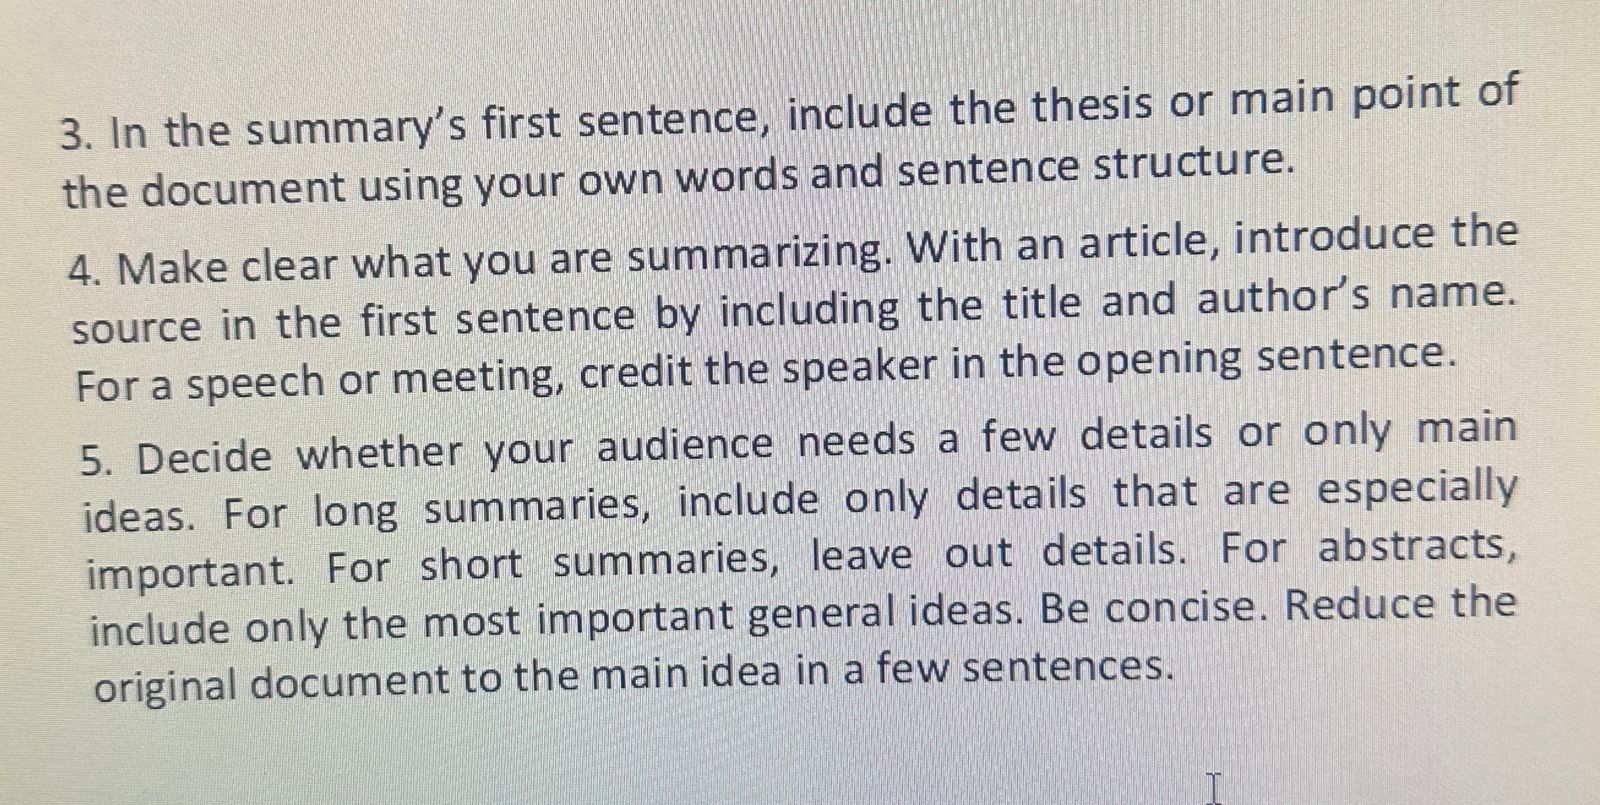 3. In the summary's first sentence, include the thesis or main point of
the document using your own words and sentence structure.
4. Make clear what you are summarizing. With an article, introduce the
source in the first sentence by including the title and author's name.
For a speech or meeting, credit the speaker in the opening sentence.
5. Decide whether your audience needs a few details or only main
ideas. For long summaries, include only details that are especially
important. For short summaries, leave out details. For abstracts,
include only the most important general ideas. Be concise. Reduce the
original document to the main idea in a few sentences.